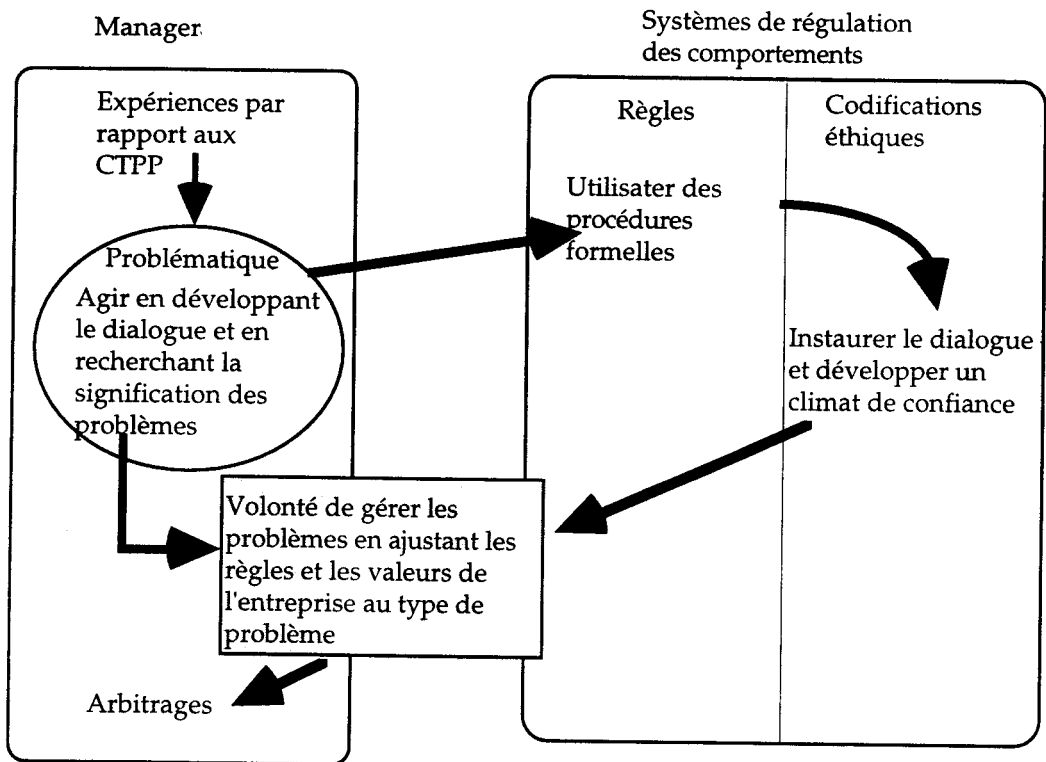 Manager
Systèmes de régulation
des comportements
Expériences par
rapport aux
CTPP
Règles
Codifications
éthiques
Utilisater des
procédures
formelles
Problématique
Agir en développant
le dialogue et en
recherchant la
signification des
problèmes
Instaurer le dialogue
et développer un
climat de confiance
Volonté de gérer les
problèmes en ajustant les
règles et les valeurs de
l'entreprise au type de
problème
Arbitrages